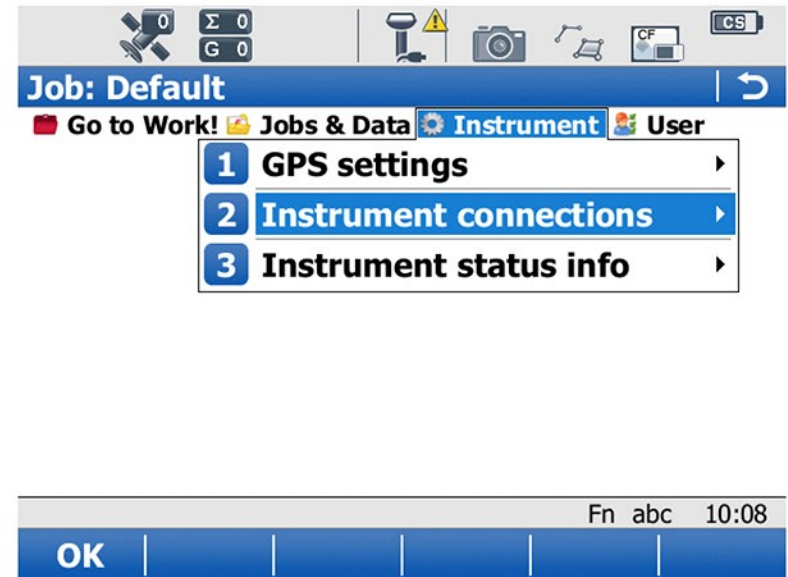 0 Σ 0 CS
G 0 CF
Job: Default
Go to Work! Jobs & Data Instrument User
1 GPS settings
2 Instrument connections
3 Instrument status info
Fn abc 10:08
OK